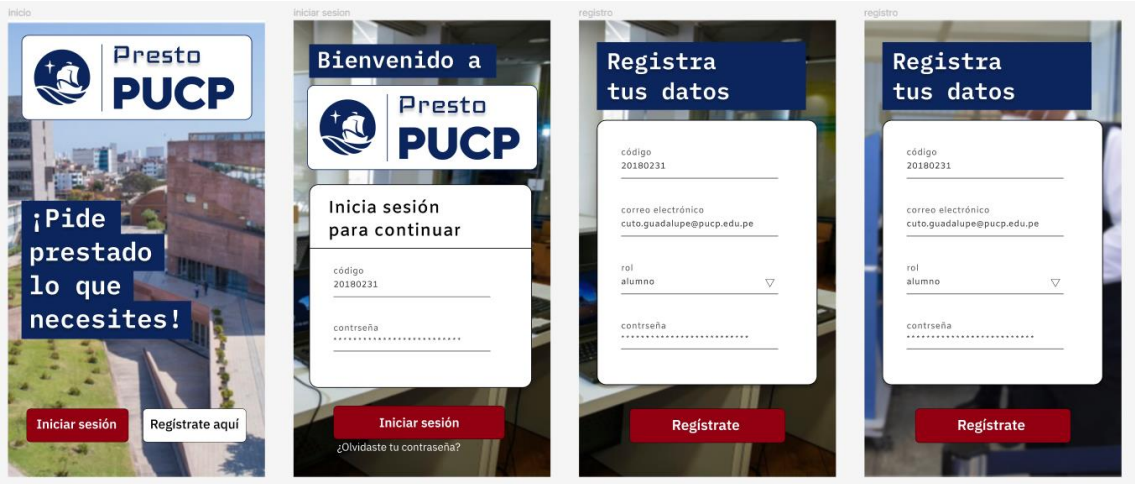 inicio
Presto
PUCP
¡Pide
prestado
lo que
necesites!
Iniciar sesión
Regístrate aquí
iniciar sesion
Bienvenido a
Presto
PUCP
Inicia sesión
para continuar
código
20180231
contrseña
Iniciar sesión
¿Olvidaste tu contraseña?
registro
Registra
tus datos
código
20180231
correo electrónico
cuto.guadalupe@pucp.edu.pe
rol
alumno
contrseña
Regístrate
registro
Registra
tus datos
código
20180231
correo electrónico
cuto.guadalupe@pucp.edu.pe
rol
alumno
contrseña
Regístrate